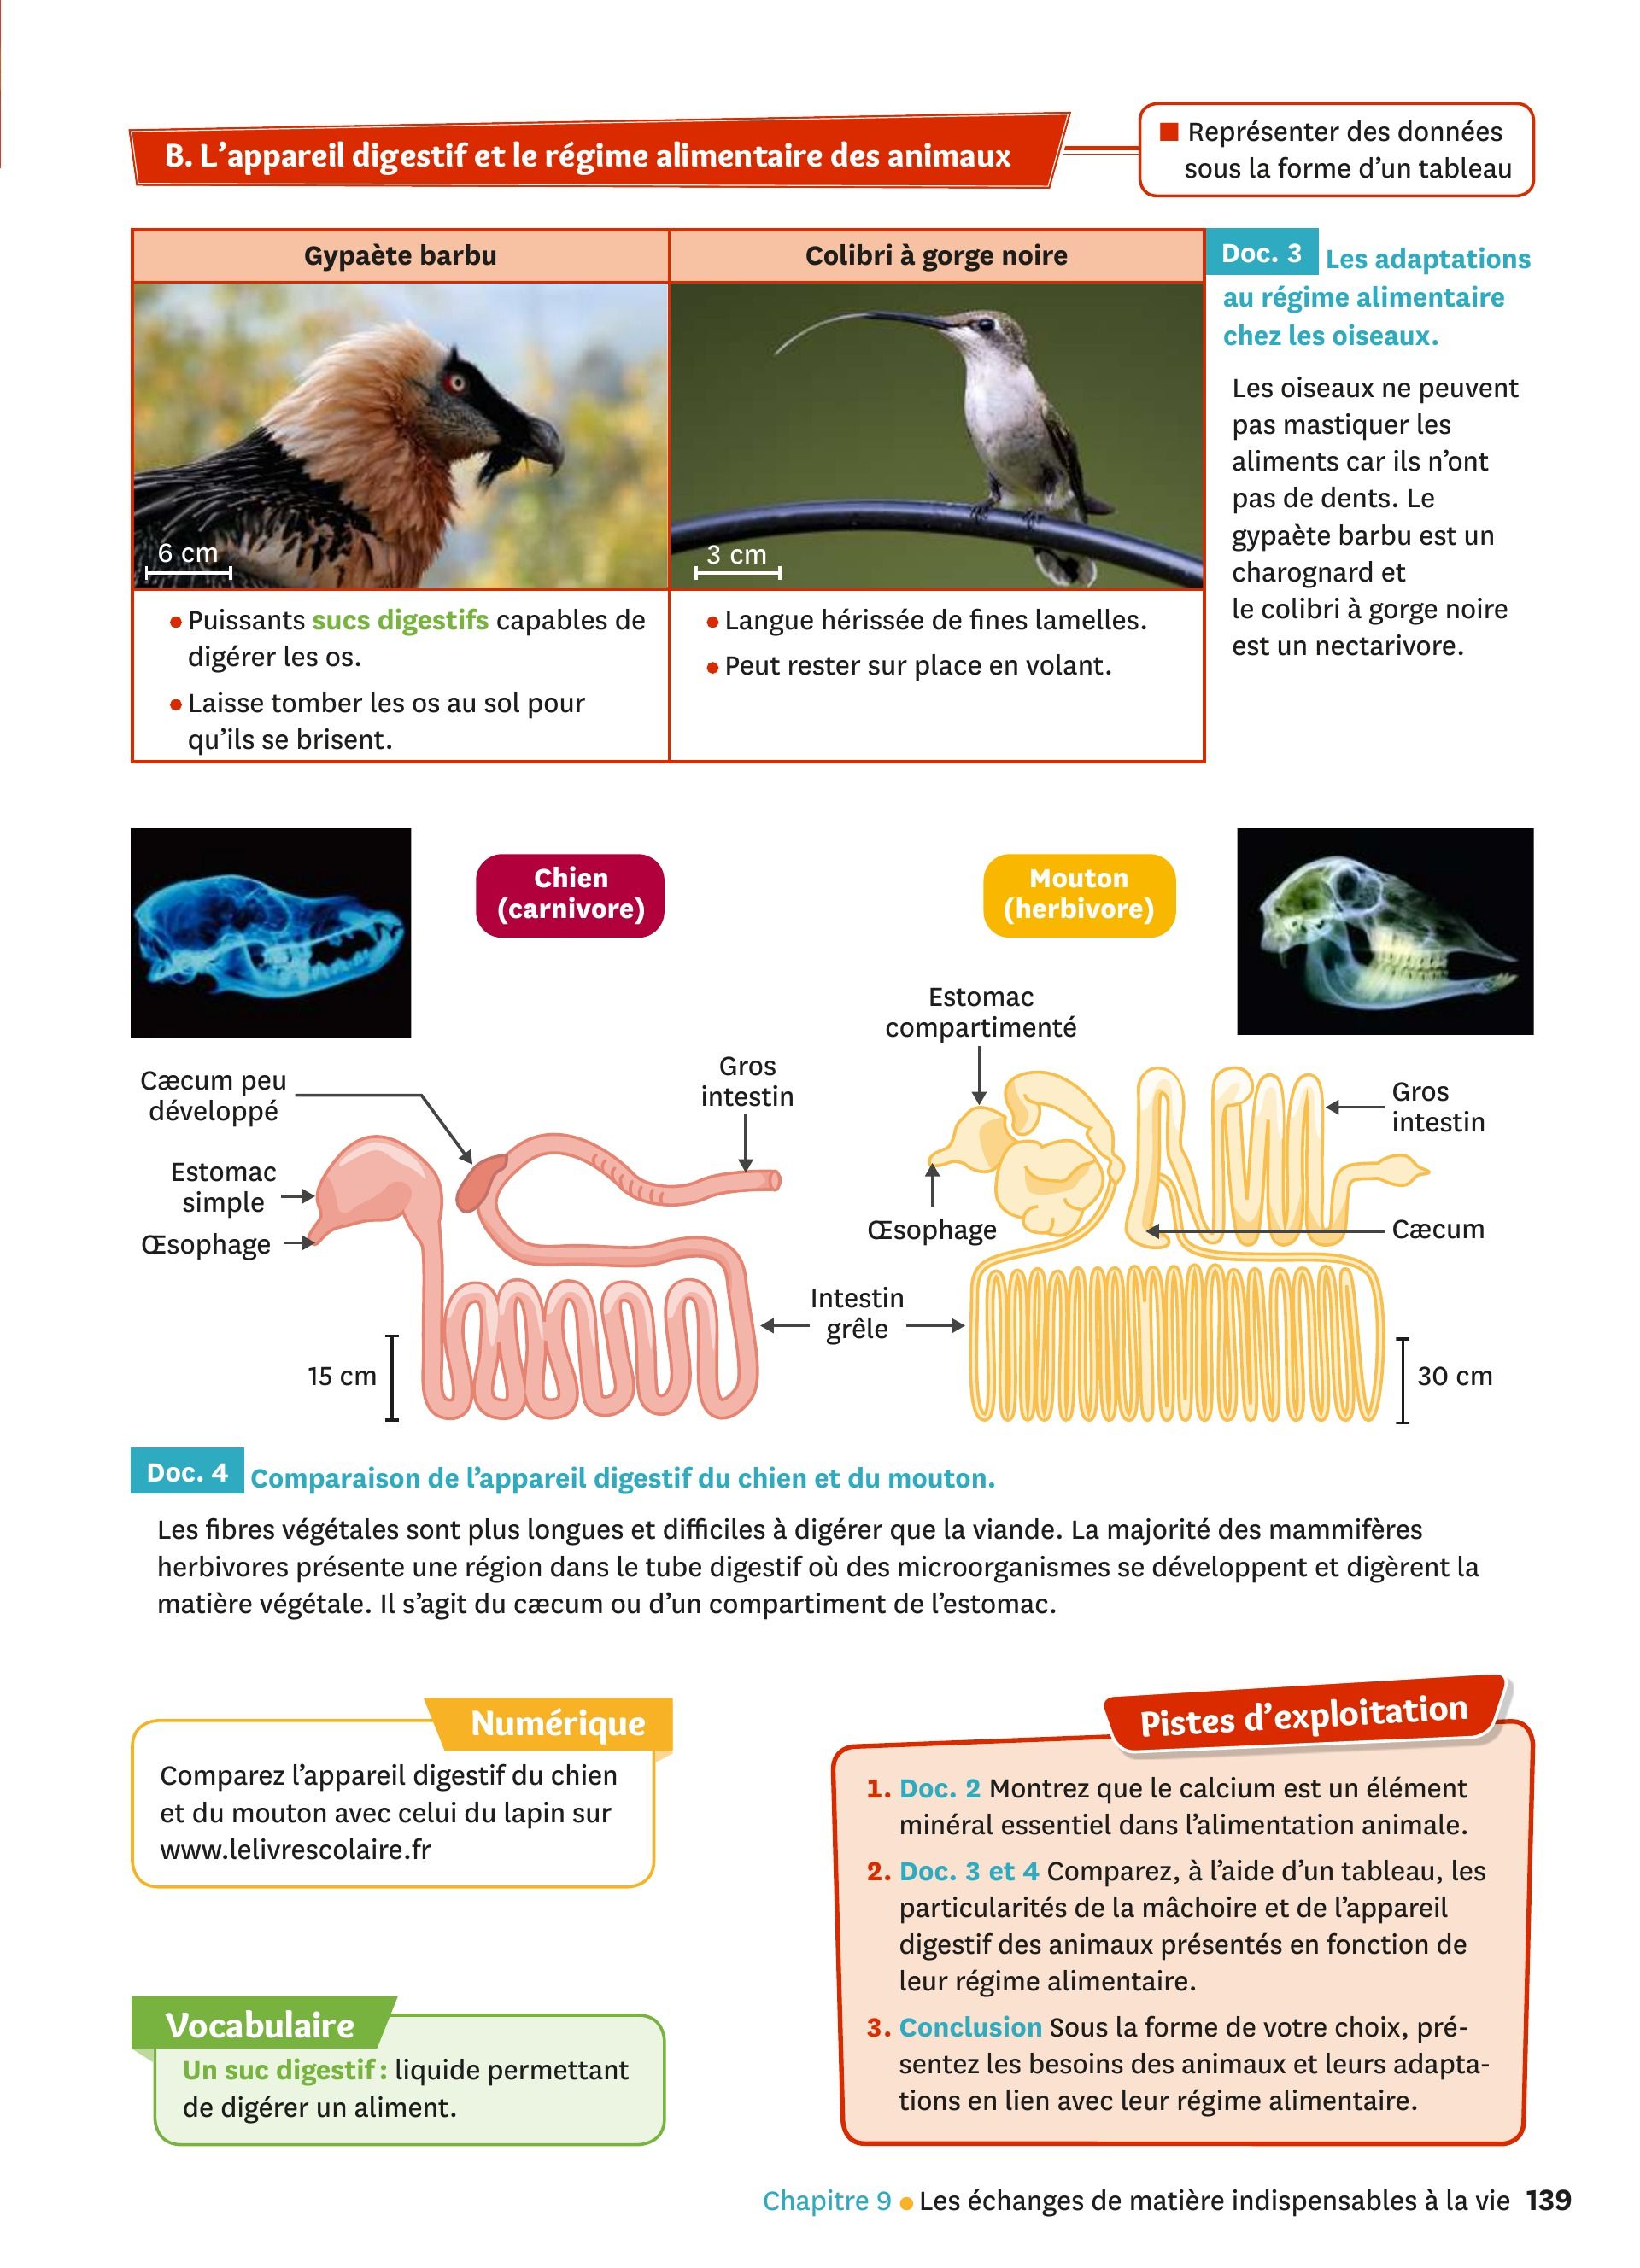 B. L'appareil digestif et le régime alimentaire des animaux
■ Représenter des données
sous la forme d'un tableau
Gypaète barbu
Colibri à gorge noire
6 cm
3 cm
• Puissants sucs digestifs capables de
digérer les os.
• Laisse tomber les os au sol pour
qu'ils se brisent.
• Langue hérissée de fines lamelles.
• Peut rester sur place en volant.
Doc. 3 Les adaptations
au régime alimentaire
chez les oiseaux.
Les oiseaux ne peuvent
pas mastiquer les
aliments car ils n'ont
pas de dents. Le
gypaète barbu est un
charognard et
le colibri à gorge noire
est un nectarivore.
Chien
(carnivore)
Mouton
(herbivore)
Cæcum peu
développé
Estomac
simple
Œsophage
Gros
intestin
15 cm
Intestin
grêle
Estomac
compartimenté
Œsophage
Gros
intestin
Cæcum
30 cm
Doc. 4 Comparaison de l'appareil digestif du chien et du mouton.
Les fibres végétales sont plus longues et difficiles à digérer que la viande. La majorité des mammifères
herbivores présente une région dans le tube digestif où des microorganismes se développent et digèrent la
matière végétale. Il s'agit du cæcum ou d'un compartiment de l'estomac.
Numérique
Comparez l'appareil digestif du chien
et du mouton avec celui du lapin sur
www.lelivrescolaire.fr
Vocabulaire
Un suc digestif : liquide permettant
de digérer un aliment.
Pistes d'exploitation
1. Doc. 2 Montrez que le calcium est un élément
minéral essentiel dans l'alimentation animale.
2. Doc. 3 et 4 Comparez, à l'aide d'un tableau, les
particularités de la mâchoire et de l'appareil
digestif des animaux présentés en fonction de
leur régime alimentaire.
3. Conclusion Sous la forme de votre choix, pré-
sentez les besoins des animaux et leurs adapta-
tions en lien avec leur régime alimentaire.
Chapitre 9 • Les échanges de matière indispensables à la vie 139